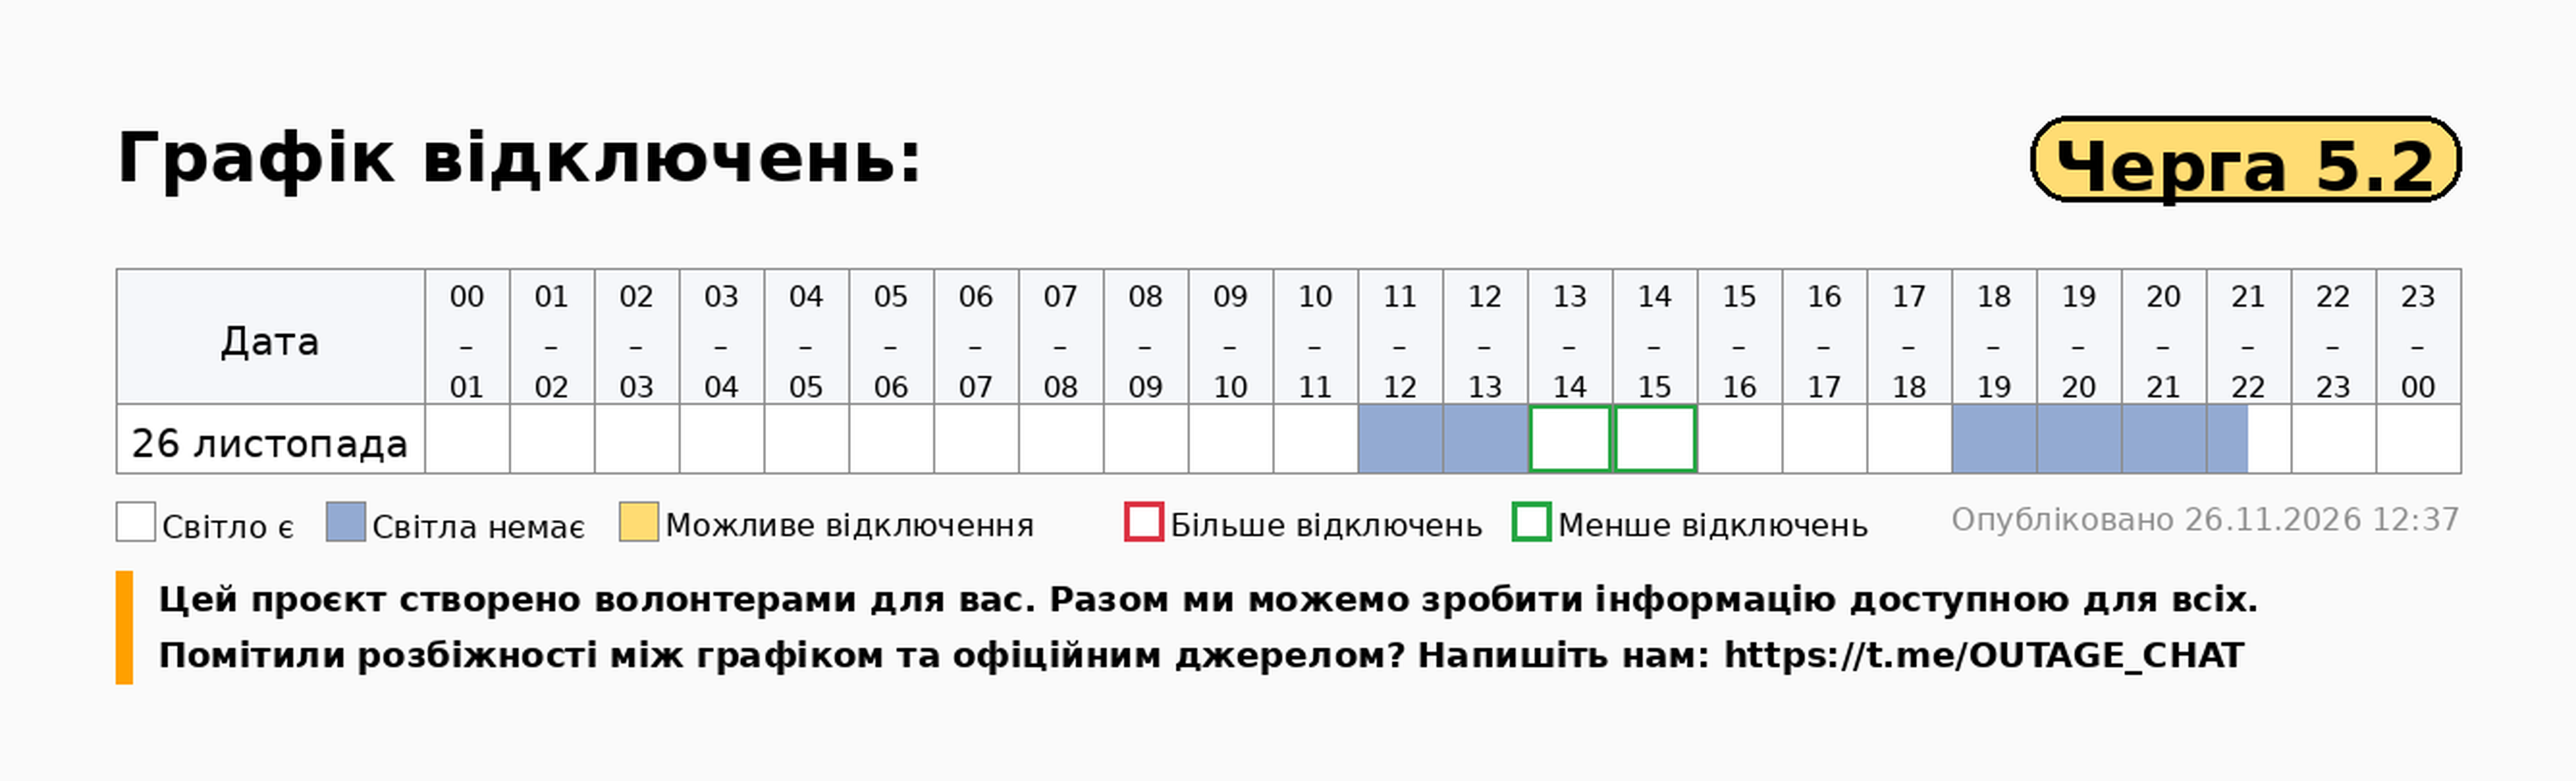 Графік відключень:
Черга 5.2
Дата
00 – 01
01 – 02
02 – 03
03 – 04
04 – 05
05 – 06
06 – 07
07 – 08
08 – 09
09 – 10
10 – 11
11 – 12
12 – 13
13 – 14
14 – 15
15 – 16
16 – 17
17 – 18
18 – 19
19 – 20
20 – 21
21 – 22
22 – 23
23 – 00
26 листопада
Світло є Світла немає Можливе відключення Більше відключень Менше відключень Опубліковано 26.11.2026 12:37
Цей проєкт створено волонтерами для вас. Разом ми можемо зробити інформацію доступною для всіх.
Помітили розбіжності між графіком та офіційним джерелом? Напишіть нам: https://t.me/OUTAGE_CHAT